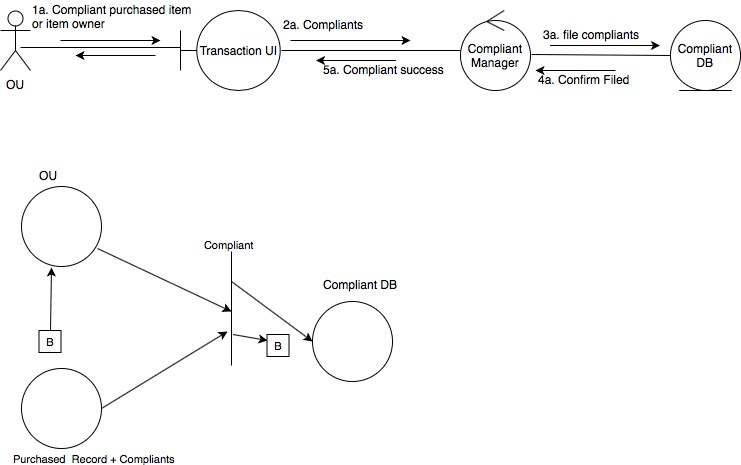 1a. Compliant purchased item
or item owner
Transaction UI
2a. Compliants
5a. Compliant success
Compliant
Manager
3a. file compliants
4a. Confirm Filed
Compliant
DB
OU
OU
Compliant
Compliant DB
B
B
Purchased Record + Compliants